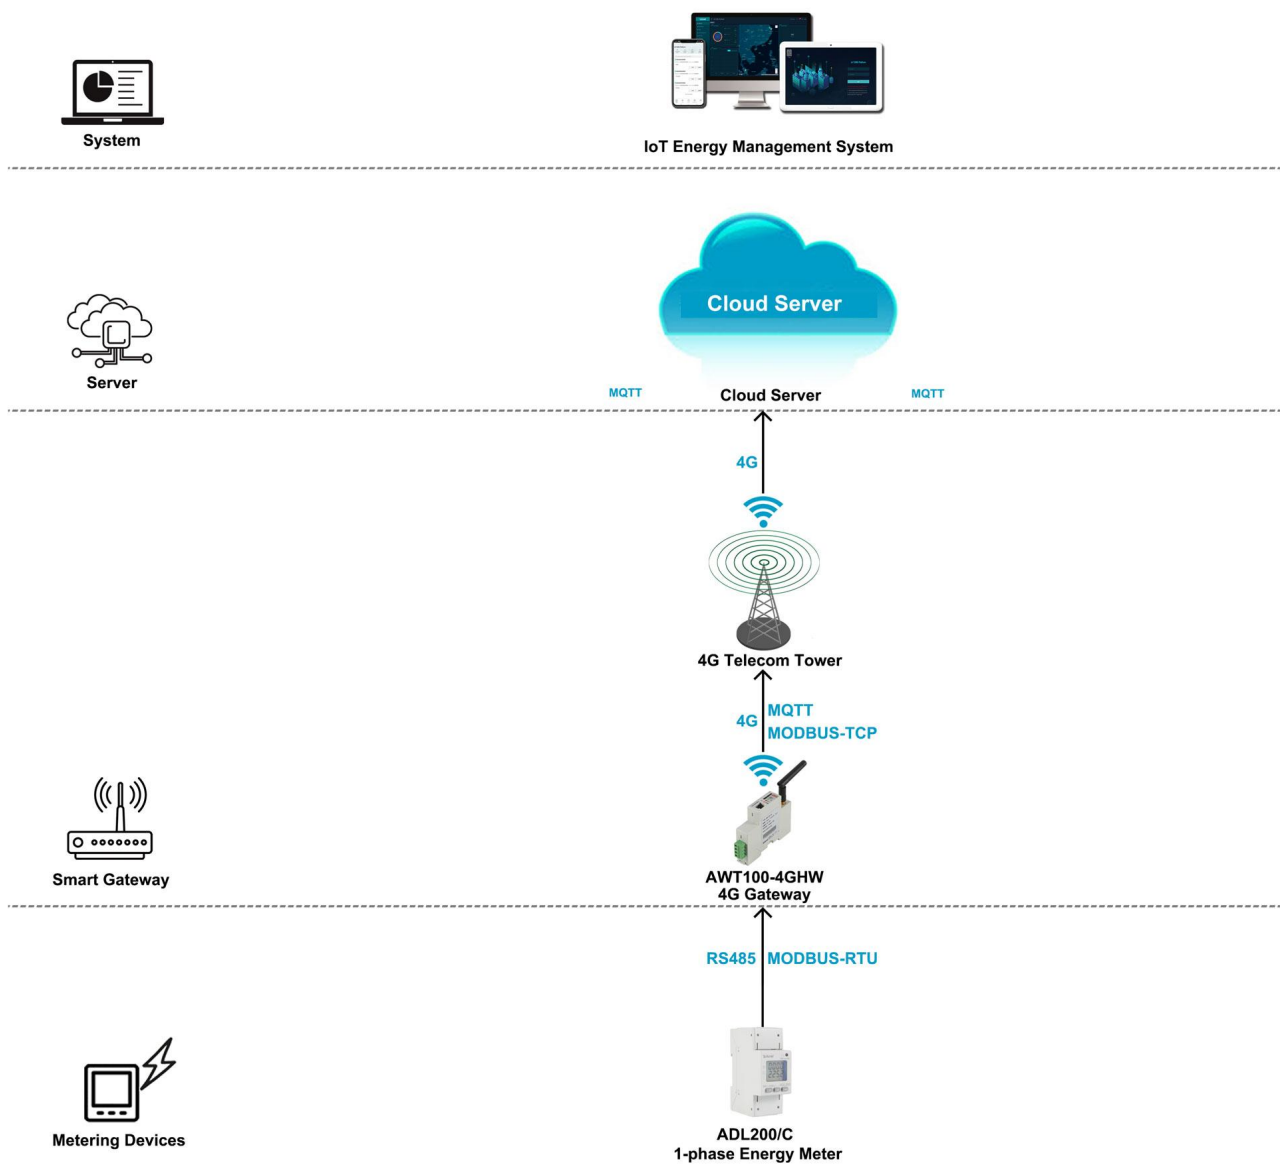 System
IoT Energy Management System
Cloud Server
Server
MQTT
Cloud Server
MQTT
4G
4G Telecom Tower
4G
MQTT
MODBUS-TCP
Smart Gateway
AWT100-4GHW
4G Gateway
RS485
MODBUS-RTU
Metering Devices
ADL200/C
1-phase Energy Meter